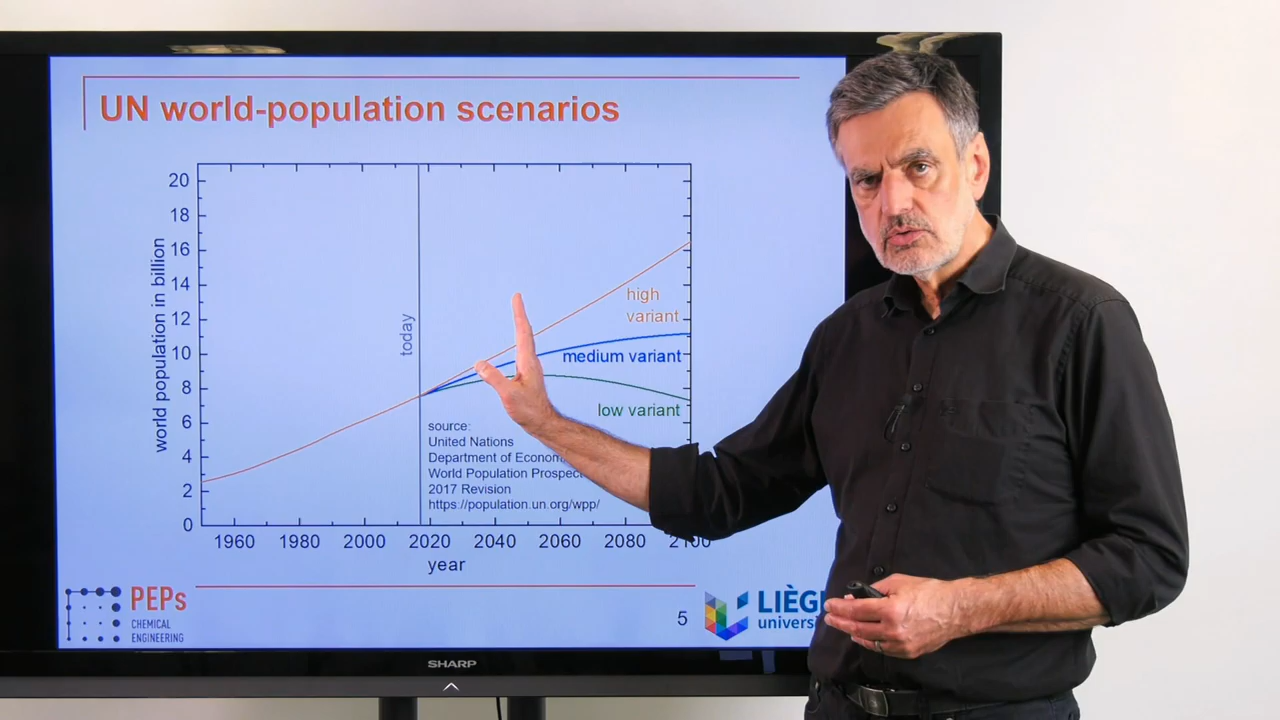 UN world-population scenarios
20
18
16
14
12
10
8
6
4
2
0
world population in billion
today
high
variant
medium variant
low variant
source:
United Nations
Department of Econom
World Population Prospect
2017 Revision
https://population.un.org/wpp/
1960 1980 2000 2020 2040 2060 2080 2100
year
PEPs
CHEMICAL
ENGINEERING
5
LIÈG
universi
SHARP